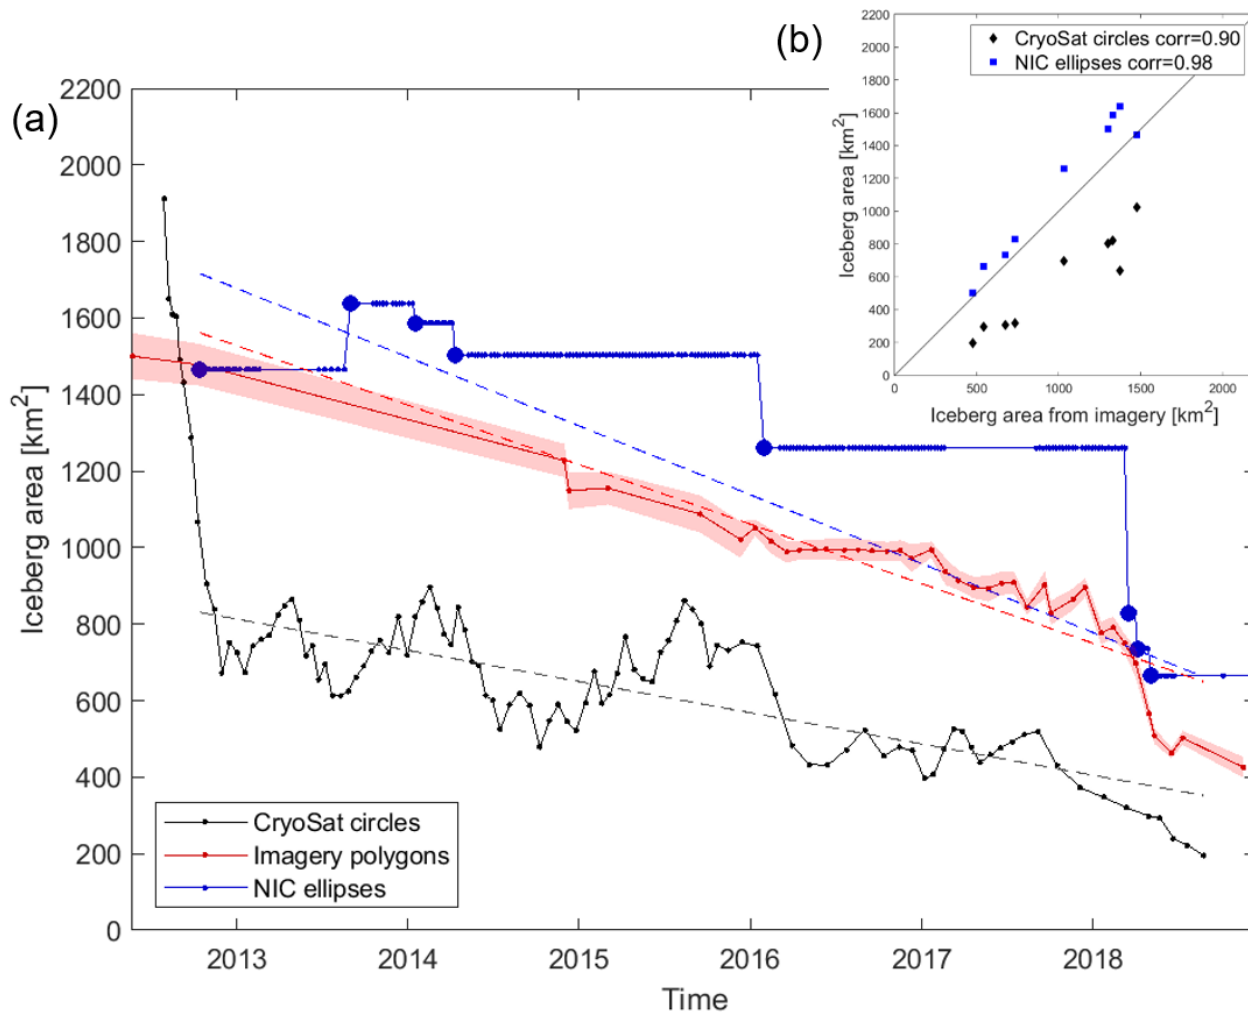 (a)
2200
2000
1800
1600
1400
1200
1000
800
600
400
200
0
Iceberg area [km²]
2013 2014 2015 2016 2017 2018
Time
CryoSat circles
Imagery polygons
NIC ellipses
(b)
2200
2000
1800
1600
1400
1200
1000
800
600
400
200
0
Iceberg area [km²]
0 500 1000 1500 2000
Iceberg area from imagery [km²]
CryoSat circles corr=0.90
NIC ellipses corr=0.98